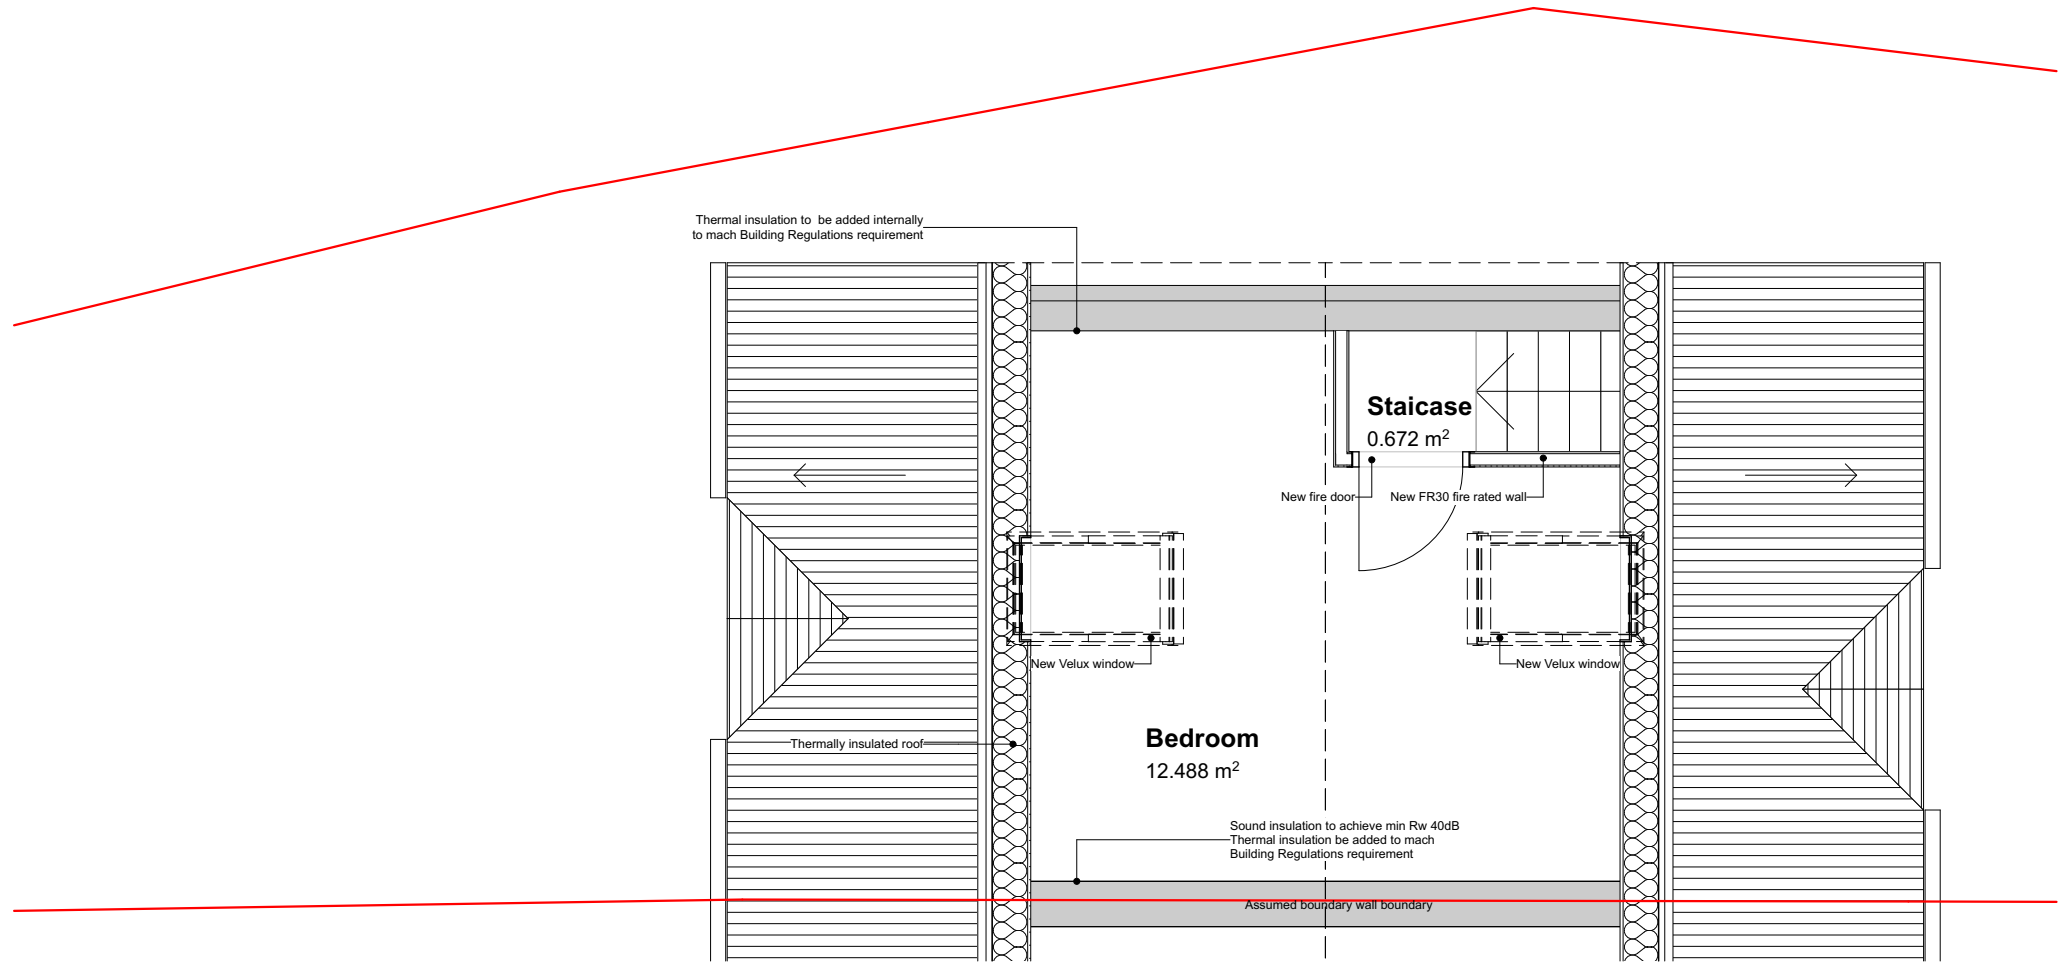 Thermal insulation to be added internally
to mach Building Regulations requirement
Staicase
0.672 m²
New fire door
New FR30 fire rated wall
New Velux window
New Velux window
Bedroom
12.488 m²
Thermally insulated roof
Sound insulation to achieve min Rw 40dB
Thermal insulation be added to mach
Building Regulations requirement
Assumed boundary wall boundary